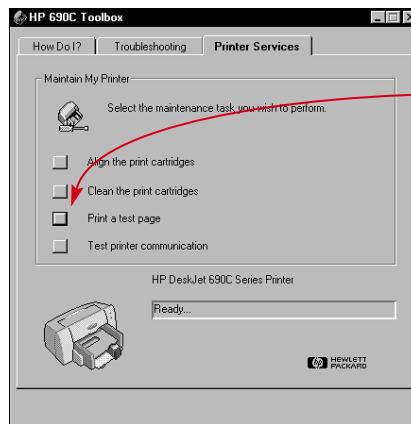 HP 690C Toolbox
How Do I? Troubleshooting Printer Services
Maintain My Printer
Select the maintenance task you wish to perform.
Align the print cartridges
Clean the print cartridges
Print a test page
Test printer communication
HP DeskJet 690C Series Printer
Ready...
hp HEWLETT
PACKARD